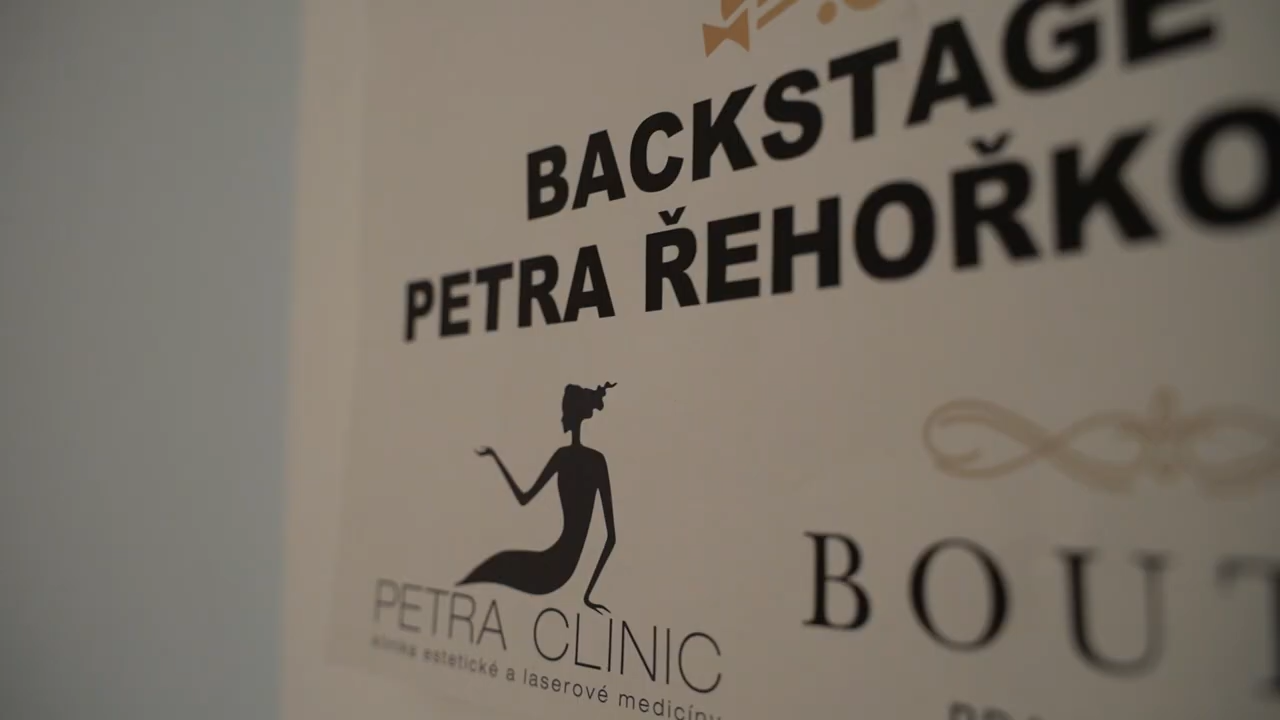 BACKSTAGE
PETRA ŘEHOŘKO
PETRA CLINIC
klinika estetické a laserové medicíny
BOUT